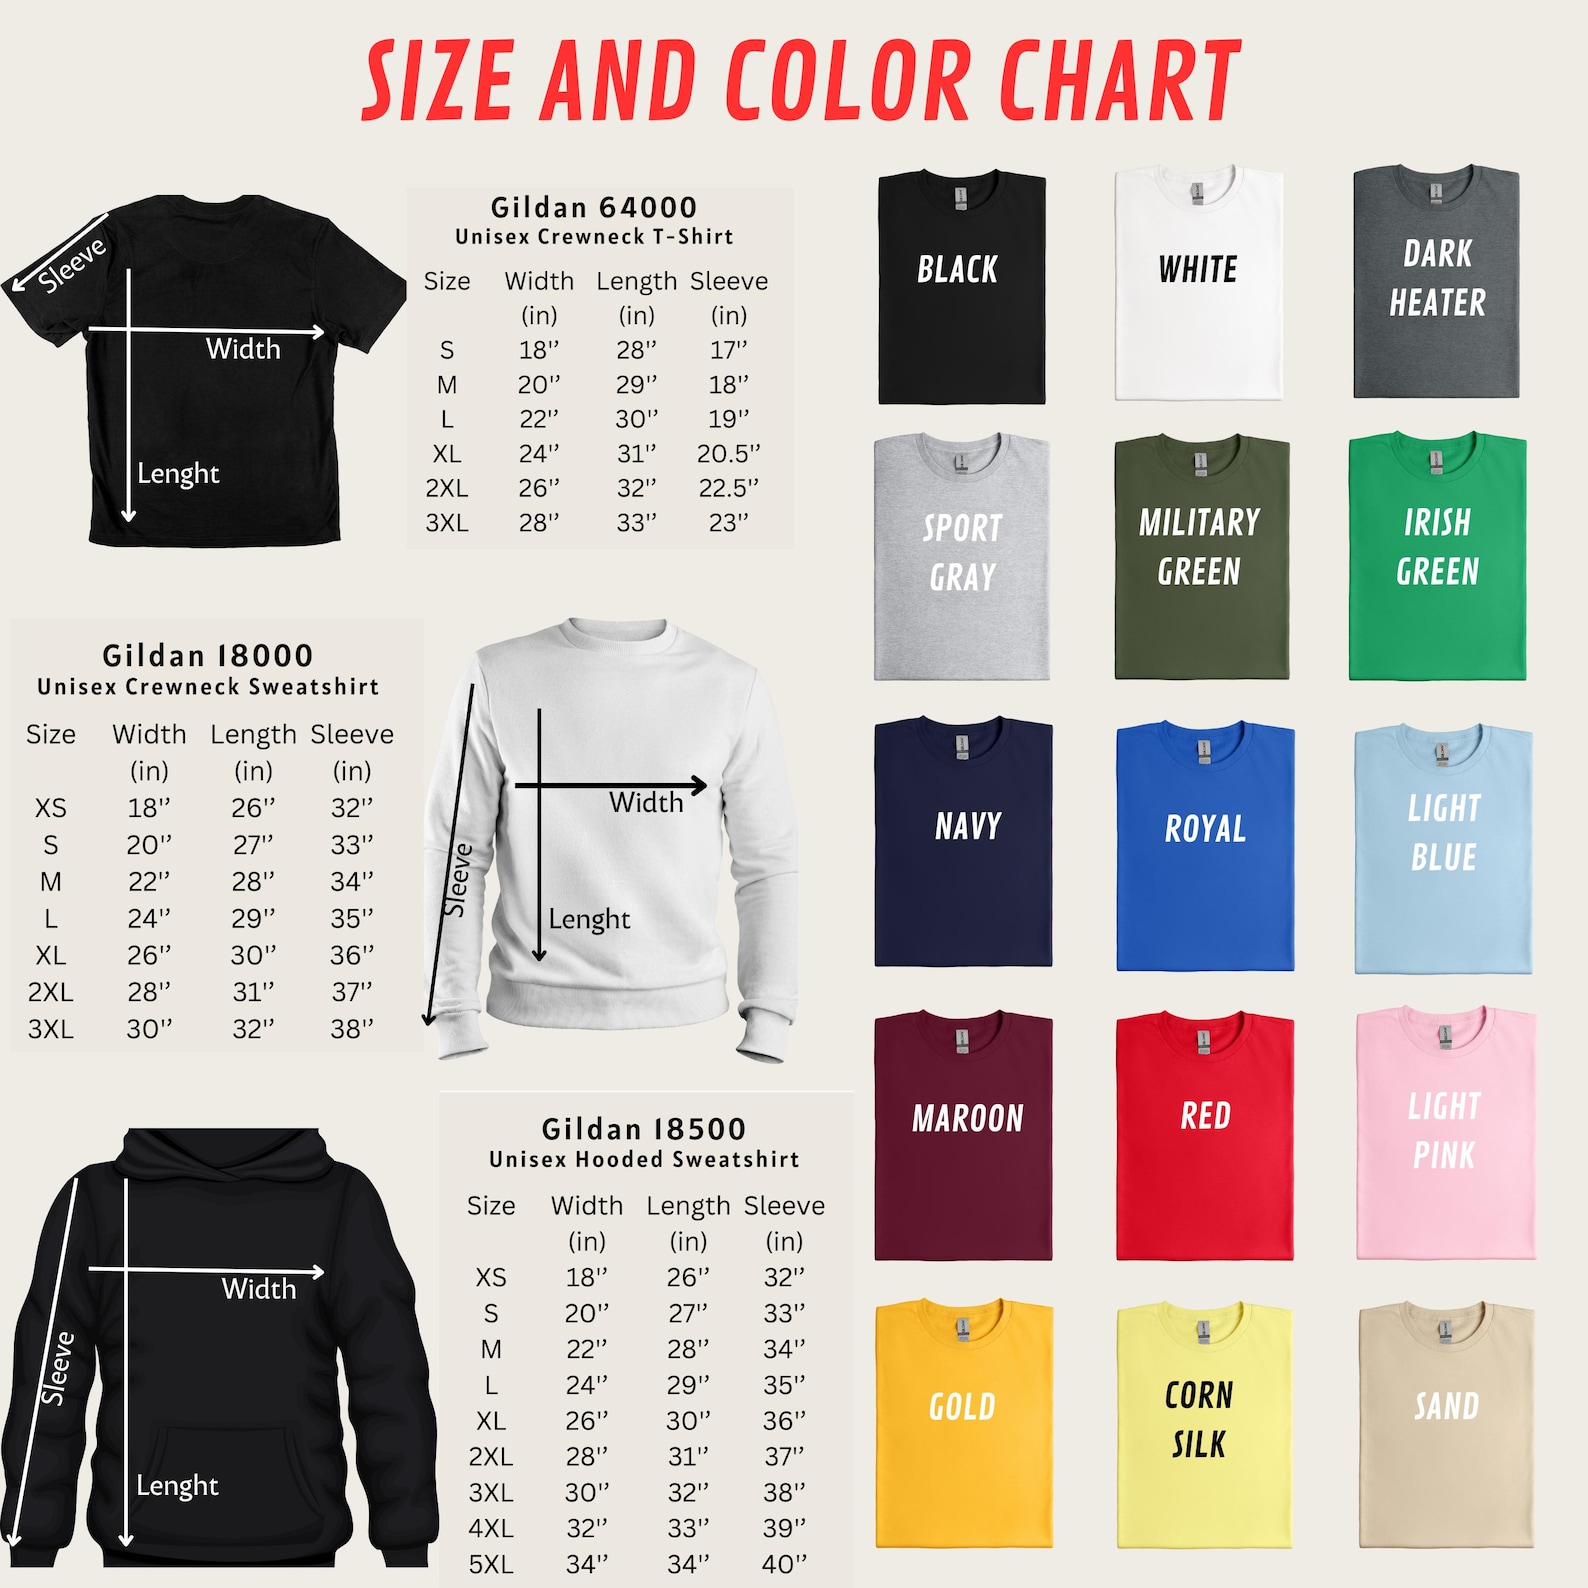 SIZE AND COLOR CHART
Sleeve
Width
Lenght
Gildan 64000
Unisex Crewneck T-Shirt
Size Width Length Sleeve
(in) (in) (in)
S 18'' 28'' 17''
M 20'' 29'' 18''
L 22'' 30'' 19''
XL 24'' 31'' 20.5''
2XL 26'' 32'' 22.5''
3XL 28'' 33'' 23''
Gildan 18000
Unisex Crewneck Sweatshirt
Size Width Length Sleeve
(in) (in) (in)
XS 18'' 26'' 32''
S 20'' 27'' 33''
M 22'' 28'' 34''
L 24'' 29'' 35''
XL 26'' 30'' 36''
2XL 28'' 31'' 37''
3XL 30'' 32'' 38''
Width
Sleeve
Lenght
Width
Sleeve
Lenght
Gildan 18500
Unisex Hooded Sweatshirt
Size Width Length Sleeve
(in) (in) (in)
XS 18'' 26'' 32''
S 20'' 27'' 33''
M 22'' 28'' 34''
L 24'' 29'' 35''
XL 26'' 30'' 36''
2XL 28'' 31'' 37''
3XL 30'' 32'' 38''
4XL 32'' 33'' 39''
5XL 34'' 34'' 40''
BLACK
WHITE
DARK
HEATER
SPORT
GRAY
MILITARY
GREEN
IRISH
GREEN
NAVY
ROYAL
LIGHT
BLUE
MAROON
RED
LIGHT
PINK
GOLD
CORN
SILK
SAND